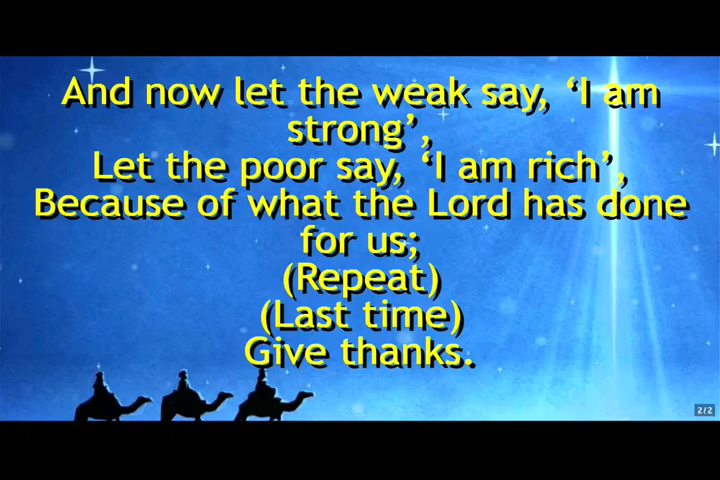 And now let the weak say, ‘I am
strong’,
Let the poor say, ‘I am rich’,
Because of what the Lord has done
for us;
(Repeat)
(Last time)
Give thanks.
2/2